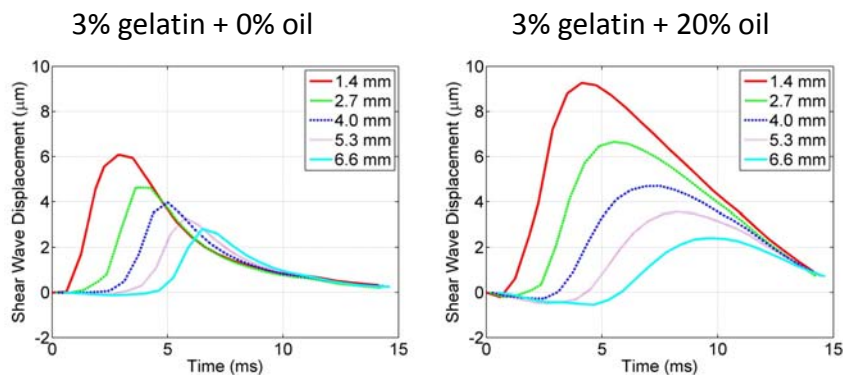 3% gelatin + 0% oil
10
8
6
4
2
0
-2
0
5
10
15
Shear Wave Displacement (μm)
Time (ms)
1.4 mm
2.7 mm
4.0 mm
5.3 mm
6.6 mm
3% gelatin + 20% oil
10
8
6
4
2
0
-2
0
5
10
15
Shear Wave Displacement (μm)
Time (ms)
1.4 mm
2.7 mm
4.0 mm
5.3 mm
6.6 mm